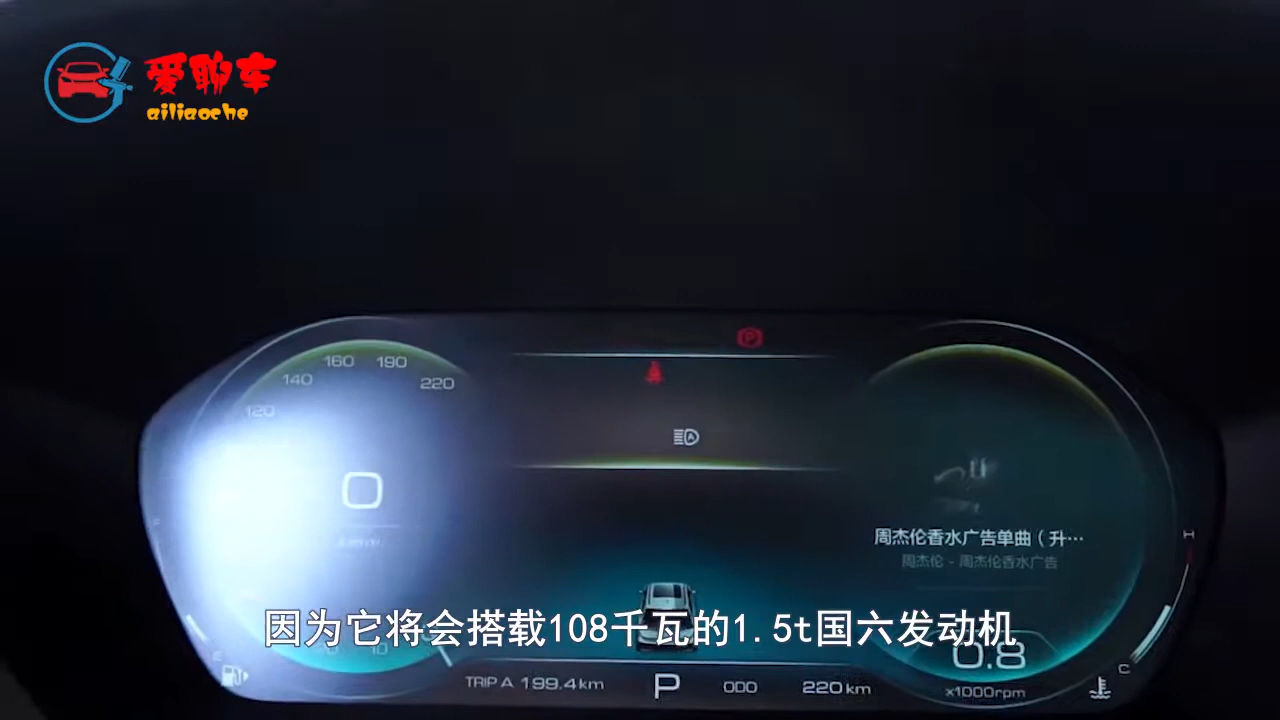 爱聊车
ailiaoche
160 190
140 220
120
0
周杰伦香水广告单曲（升…
周杰伦 - 周杰伦香水广告
H
因为它将会搭载108千瓦的1.5t国六发动机
0.8
E
10
C
TRIP A 199.4km
P
ODO 220km
x1000rpm